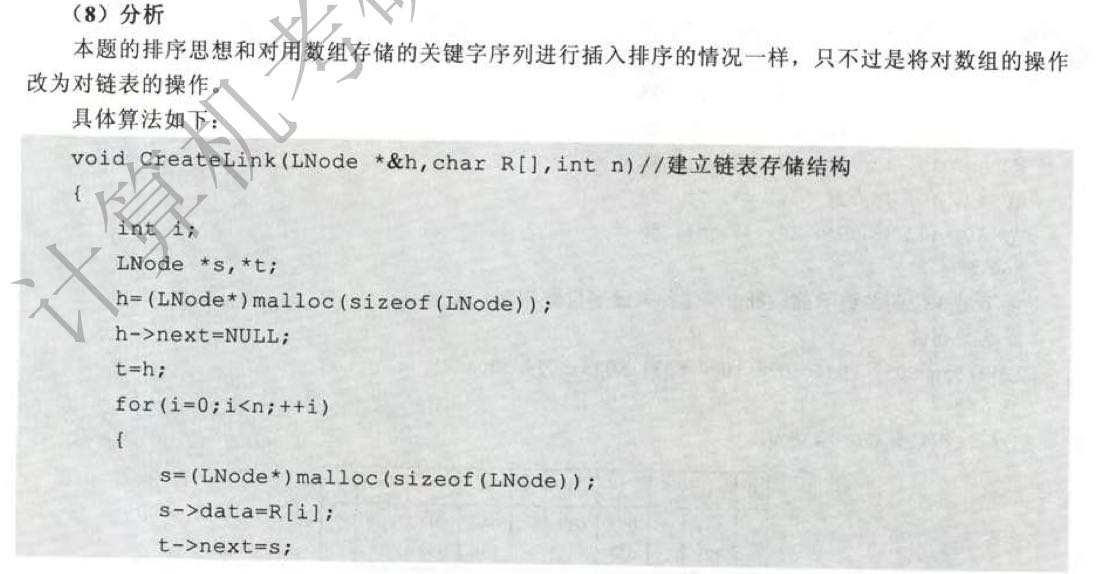 （8）分析
本题的排序思想和对用数组存储的关键字序列进行插入排序的情况一样，只不过是将对数组的操作
改为对链表的操作。
具体算法如下：
void CreateLink(LNode *&h,char R[],int n)//建立链表存储结构
{
int i;
LNode *s,*t;
h=(LNode*)malloc(sizeof(LNode));
h->next=NULL;
t=h;
for(i=0;i<n;++i)
{
s=(LNode*)malloc(sizeof(LNode));
s->data=R[i];
t->next=s;
计算机考